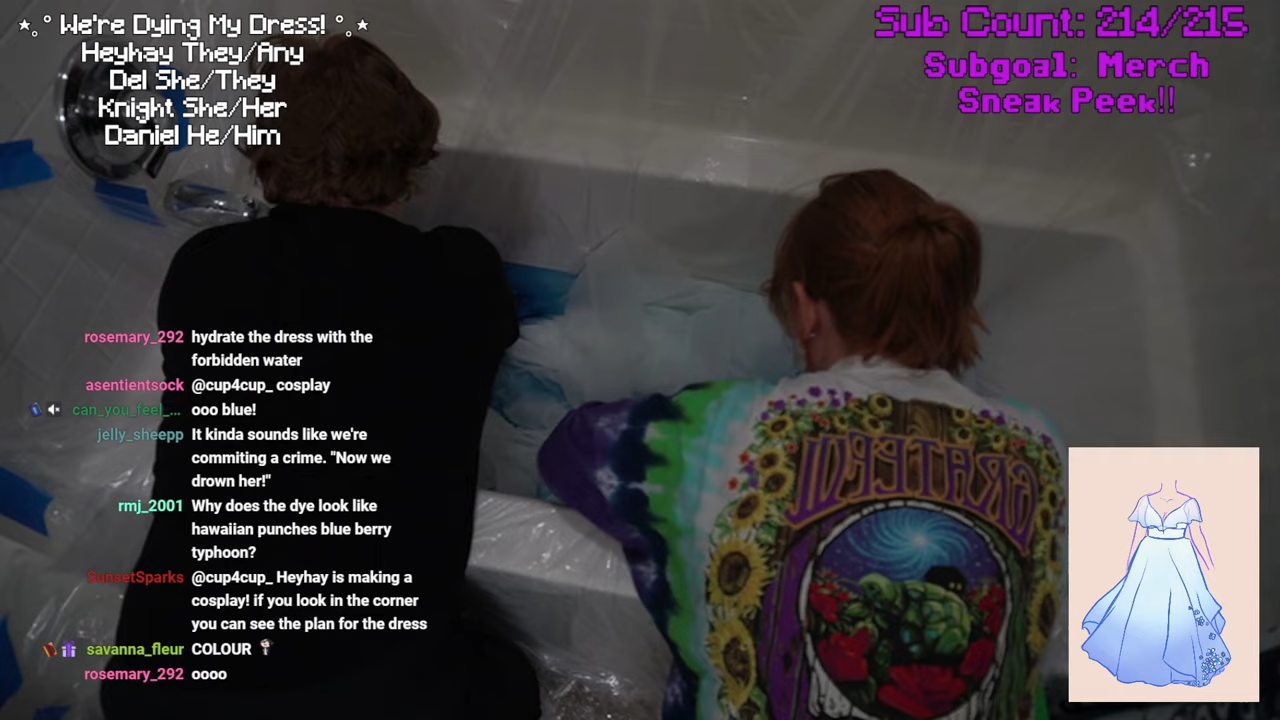 ⋆｡° We're Dying My Dress! °｡⋆
Heyhay They/Any
Del She/They
Knight She/Her
Daniel He/Him
Sub Count: 214/215
Subgoal: Merch
Sneak Peek!!
rosemary_292 hydrate the dress with the
forbidden water
asentientsock @cup4cup_ cosplay
can_you_feel_... ooo blue!
jelly_sheepp It kinda sounds like we're
commiting a crime. "Now we
drown her!"
rmj_2001 Why does the dye look like
hawaiian punches blue berry
typhoon?
SunsetSparks @cup4cup_ Heyhay is making a
cosplay! if you look in the corner
you can see the plan for the dress
savanna_fleur COLOUR
rosemary_292 oooo
GRATEFUL